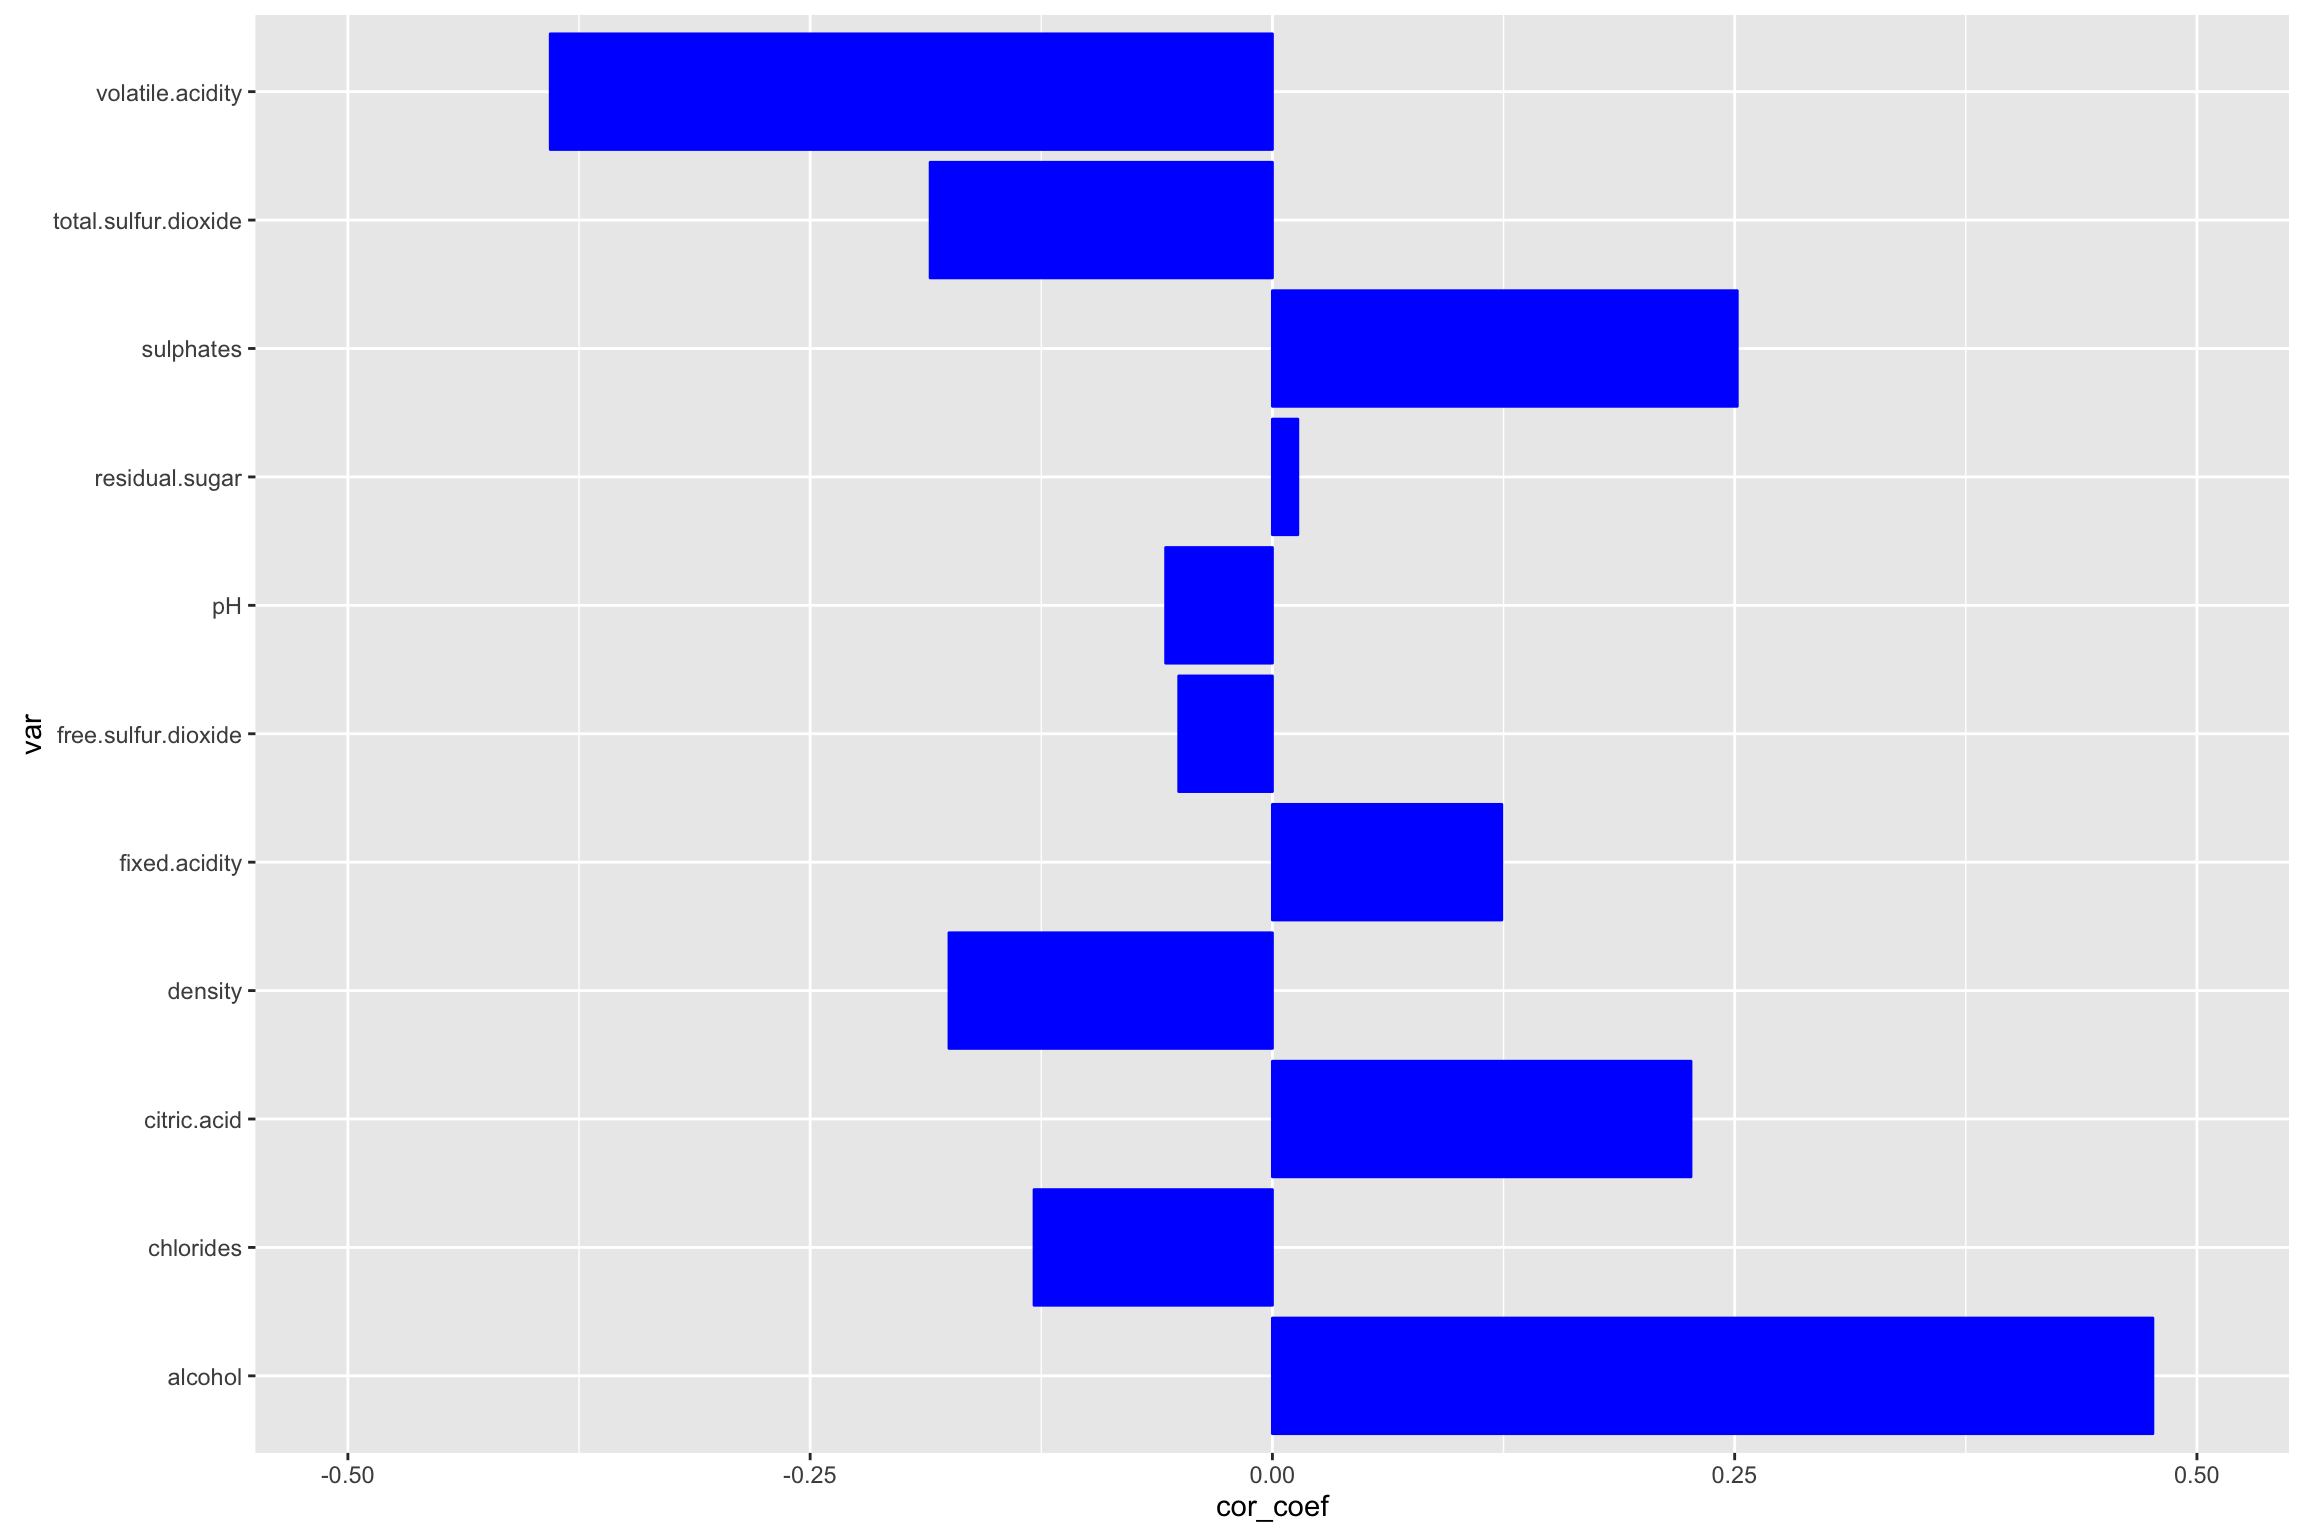 volatile.acidity
total.sulfur.dioxide
sulphates
residual.sugar
pH
free.sulfur.dioxide
fixed.acidity
density
citric.acid
chlorides
alcohol
var
-0.50 -0.25 0.00 0.25 0.50
cor_coef